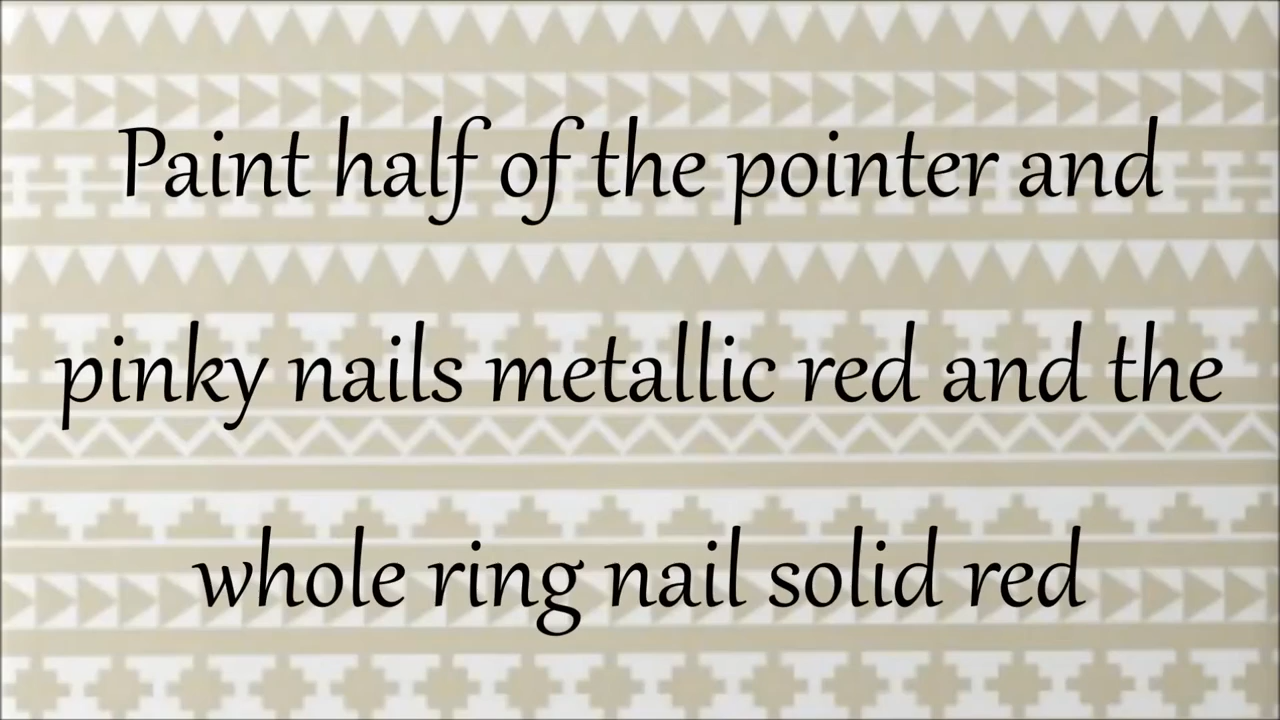 Paint half of the pointer and
pinky nails metallic red and the
whole ring nail solid red